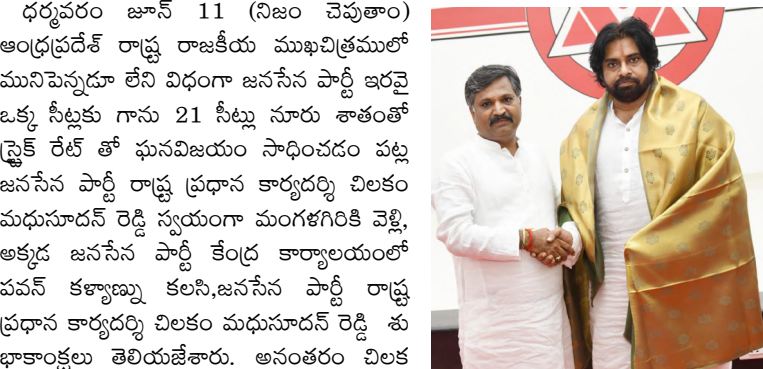 ధర్మవరం జూన్ 11 (నిజం చెపుతాం)
ఆంధ్రప్రదేశ్ రాష్ట్ర రాజకీయ ముఖచిత్రములో
మునిపెన్నడూ లేని విధంగా జనసేన పార్టీ ఇరవై
ఒక్క సీట్లకు గాను 21 సీట్లు నూరు శాతంతో
స్ట్రైక్ రేట్ తో ఘనవిజయం సాధించడం పట్ల
జనసేన పార్టీ రాష్ట్ర ప్రధాన కార్యదర్శి చిలకం
మధుసూదన్ రెడ్డి స్వయంగా మంగళగిరికి వెళ్లి,
అక్కడ జనసేన పార్టీ కేంద్ర కార్యాలయంలో
పవన్ కళ్యాణ్ను కలసి,జనసేన పార్టీ రాష్ట్ర
ప్రధాన కార్యదర్శి చిలకం మధుసూదన్ రెడ్డి శు
భాకాంక్షలు తెలియజేశారు. అనంతరం చిలక